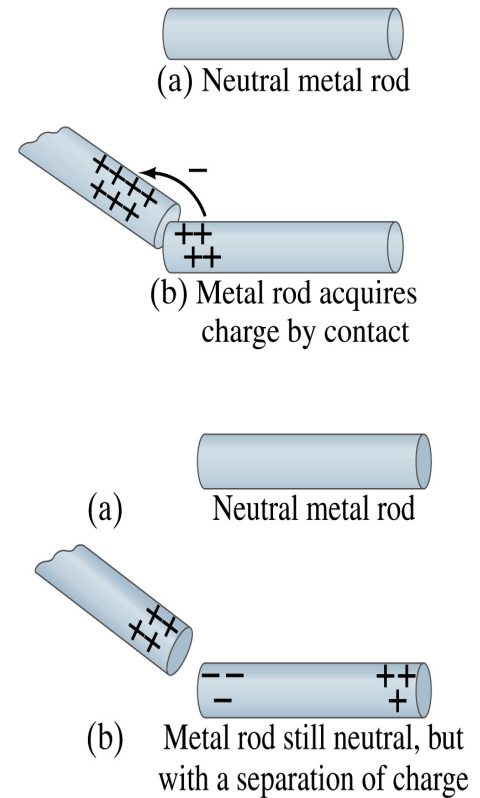 (a) Neutral metal rod
++++
+++
−
++
++
(b) Metal rod acquires
charge by contact
(a) Neutral metal rod
++
++
− −
−
++
+
(b) Metal rod still neutral, but
with a separation of charge